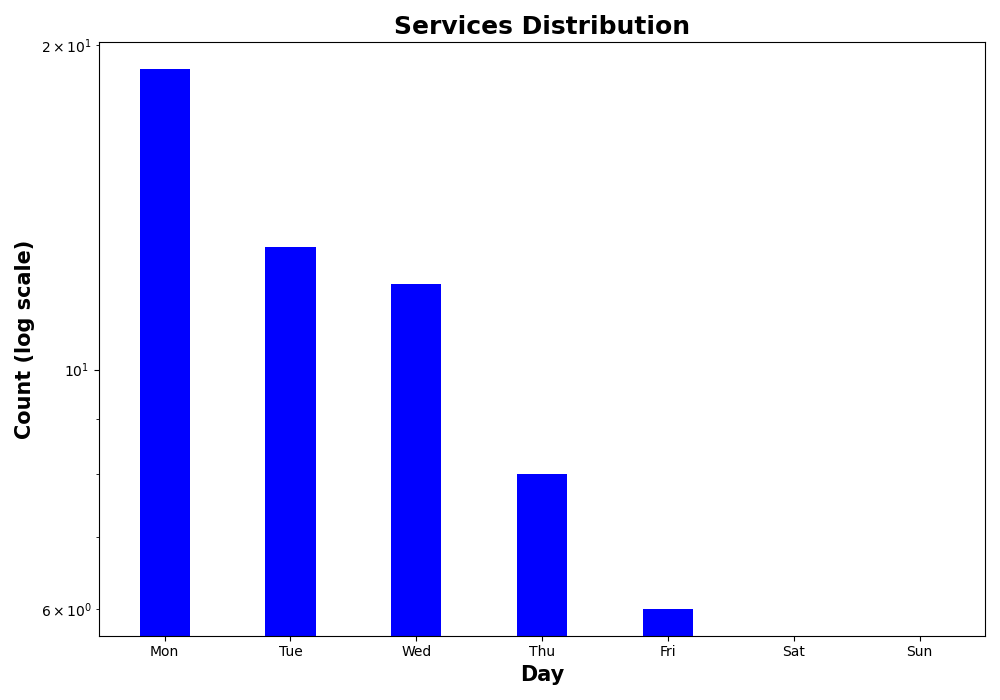 Services Distribution
Count (log scale)
2 × 10¹
10¹
6 × 10⁰
Mon Tue Wed Thu Fri Sat Sun
Day